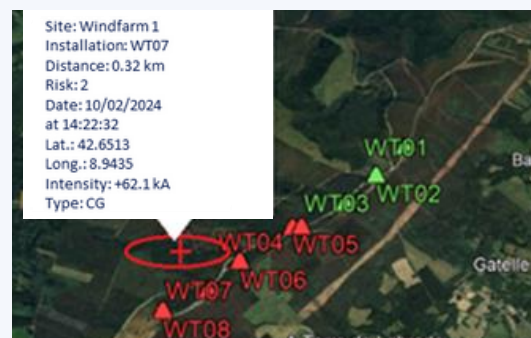 Site: Windfarm 1
Installation: WT07
Distance: 0.32 km
Risk: 2
Date: 10/02/2024
at 14:22:32
Lat.: 42.6513
Long.: 8.9435
Intensity: +62.1 kA
Type: CG
WT01
WT02
WT03
WT04
WT05
WT06
WT07
WT08
Gatelle